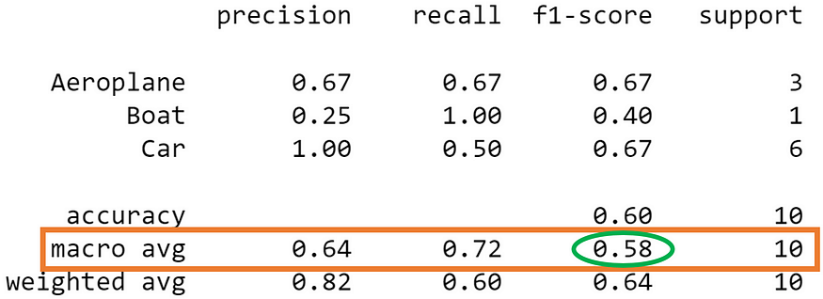 precision recall f1-score support
Aeroplane 0.67 0.67 0.67 3
Boat 0.25 1.00 0.40 1
Car 1.00 0.50 0.67 6
accuracy 0.60 10
macro avg 0.64 0.72 0.58 10
weighted avg 0.82 0.60 0.64 10